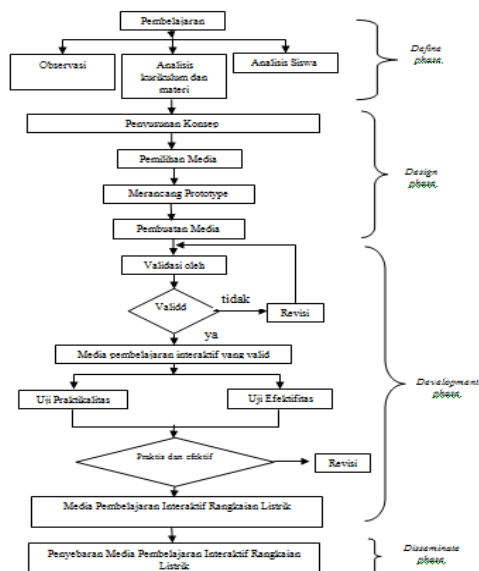 Pembelajaran
Observasi
Analisis
kurikulum dan
materi
Analisis Siswa
Define
phase.
Penyusunan Konsep
Pemilihan Media
Merancang Prototype
Pembuatan Media
Design
phase.
Validasi oleh
Validd
tidak
Revisi
ya
Media pembelajaran interaktif yang valid
Uji Praktikalitas
Uji Efektifitas
Praktis dan efektif
Revisi
Media Pembelajaran Interaktif Rangkaian Listrik
Development
phase.
Penyebaran Media Pembelajaran Interaktif Rangkaian
Listrik
Disseminate
phase.